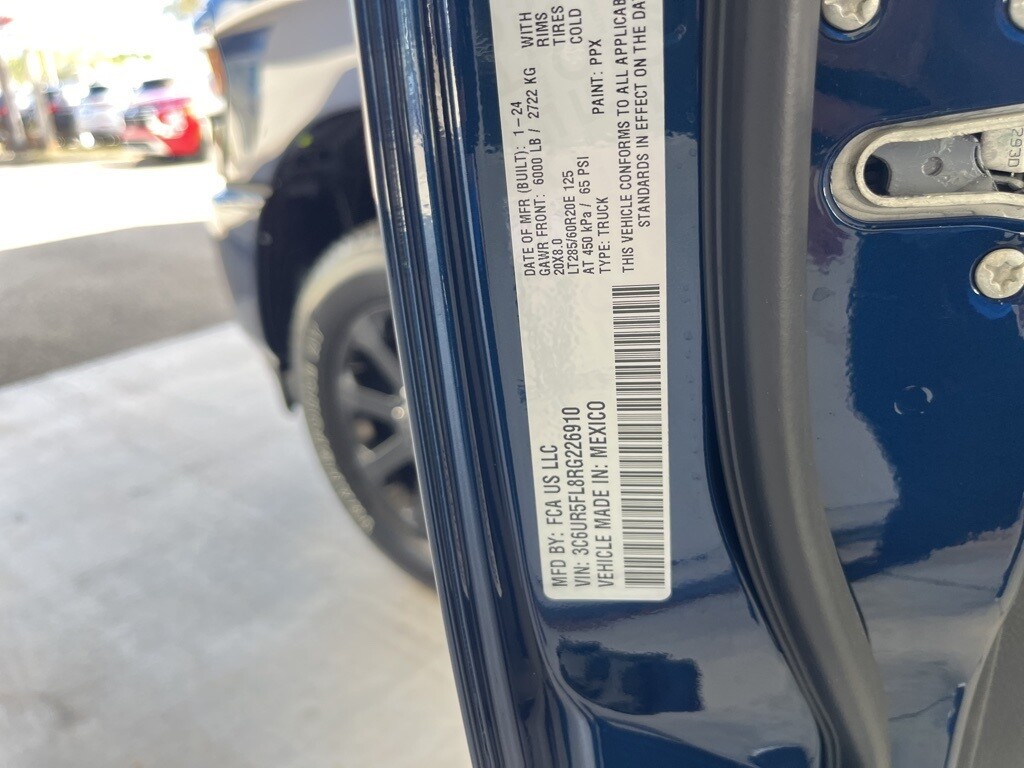 MFD BY: FCA US LLC
VIN: 3C6UR5FL8RG226910
VEHICLE MADE IN: MEXICO
DATE OF MFR (BUILT): 1-24
GAWR FRONT: 6000 LB / 2722 KG WITH
20X8.0 RIMS
LT285/60R20E 125 TIRES
AT 450 kPa / 65 PSI COLD
TYPE: TRUCK PAINT: PPX
THIS VEHICLE CONFORMS TO ALL APPLICAB
STANDARDS IN EFFECT ON THE DA
2930